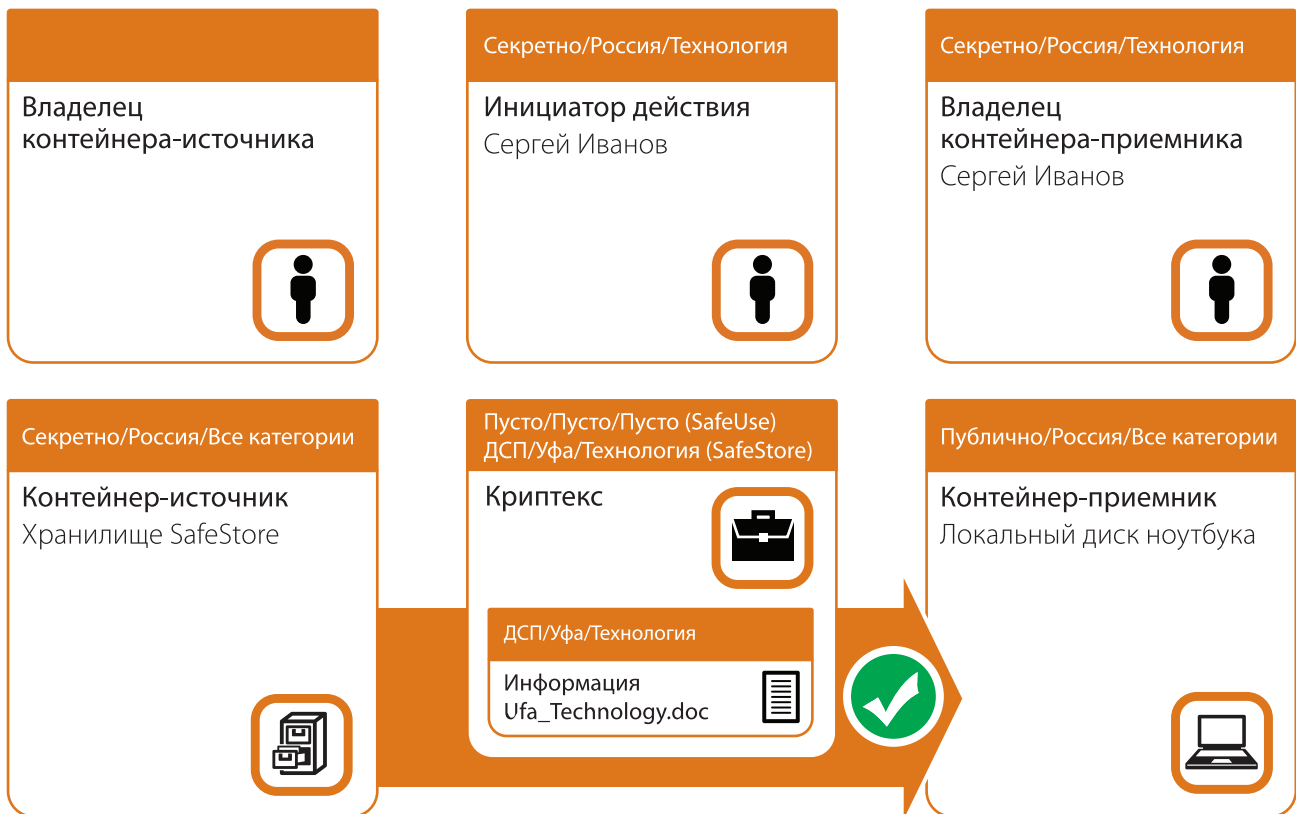 Владелец
контейнера-источника
Секретно/Россия/Технология
Инициатор действия
Сергей Иванов
Секретно/Россия/Технология
Владелец
контейнера-приемника
Сергей Иванов
Секретно/Россия/Все категории
Контейнер-источник
Хранилище SafeStore
Пусто/Пусто/Пусто (SafeUse)
ДСП/Уфа/Технология (SafeStore)
Криптекс
ДСП/Уфа/Технология
Информация
Ufa_Technology.doc
Публично/Россия/Все категории
Контейнер-приемник
Локальный диск ноутбука